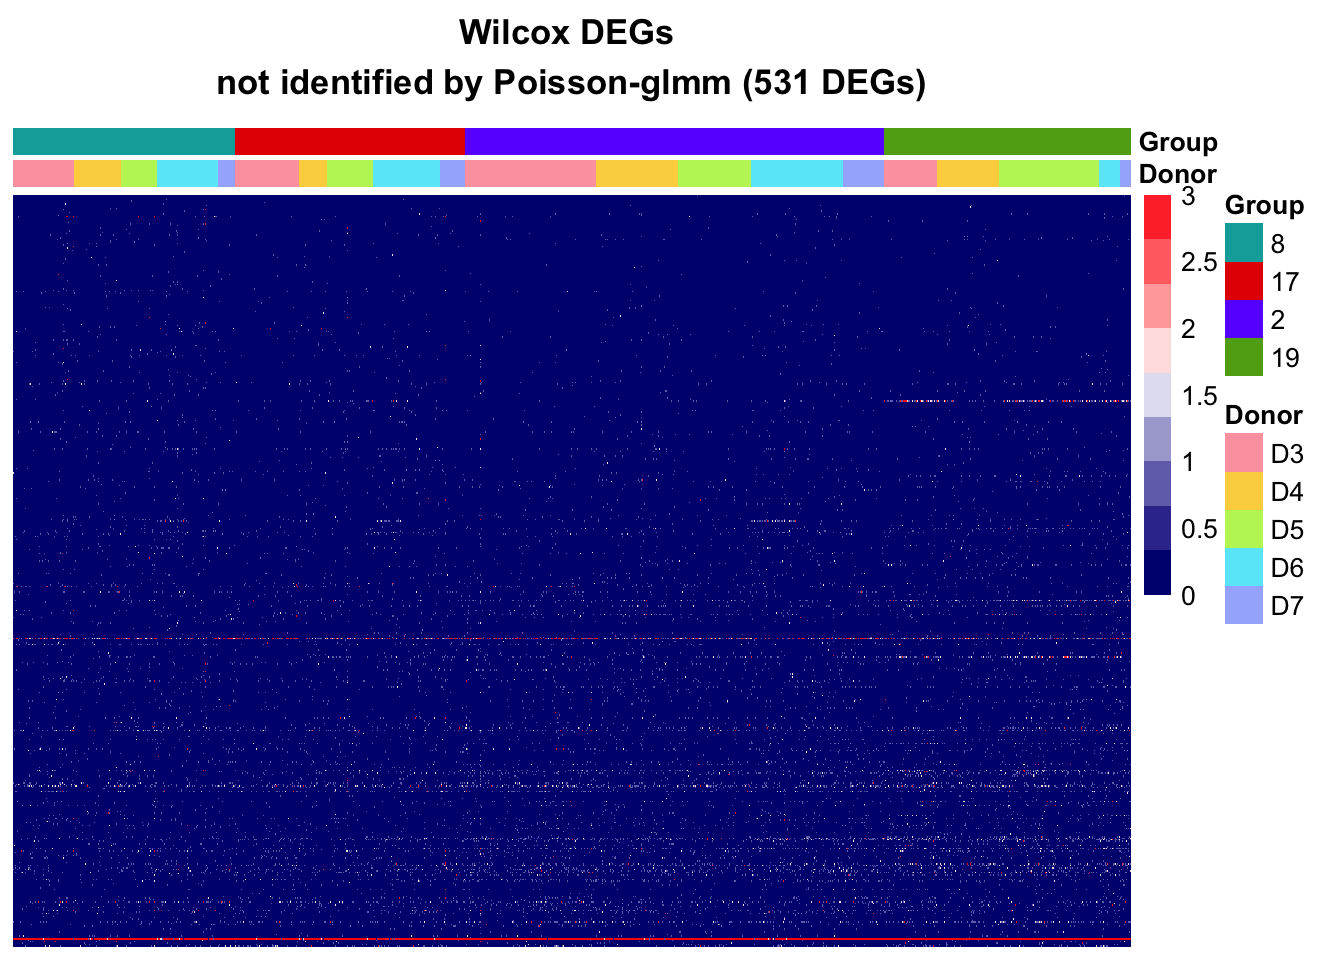 Wilcox DEGs
not identified by Poisson-glmm (531 DEGs)
Group
Donor
3
2.5
2
1.5
1
0.5
0
Group
8
17
2
19
Donor
D3
D4
D5
D6
D7